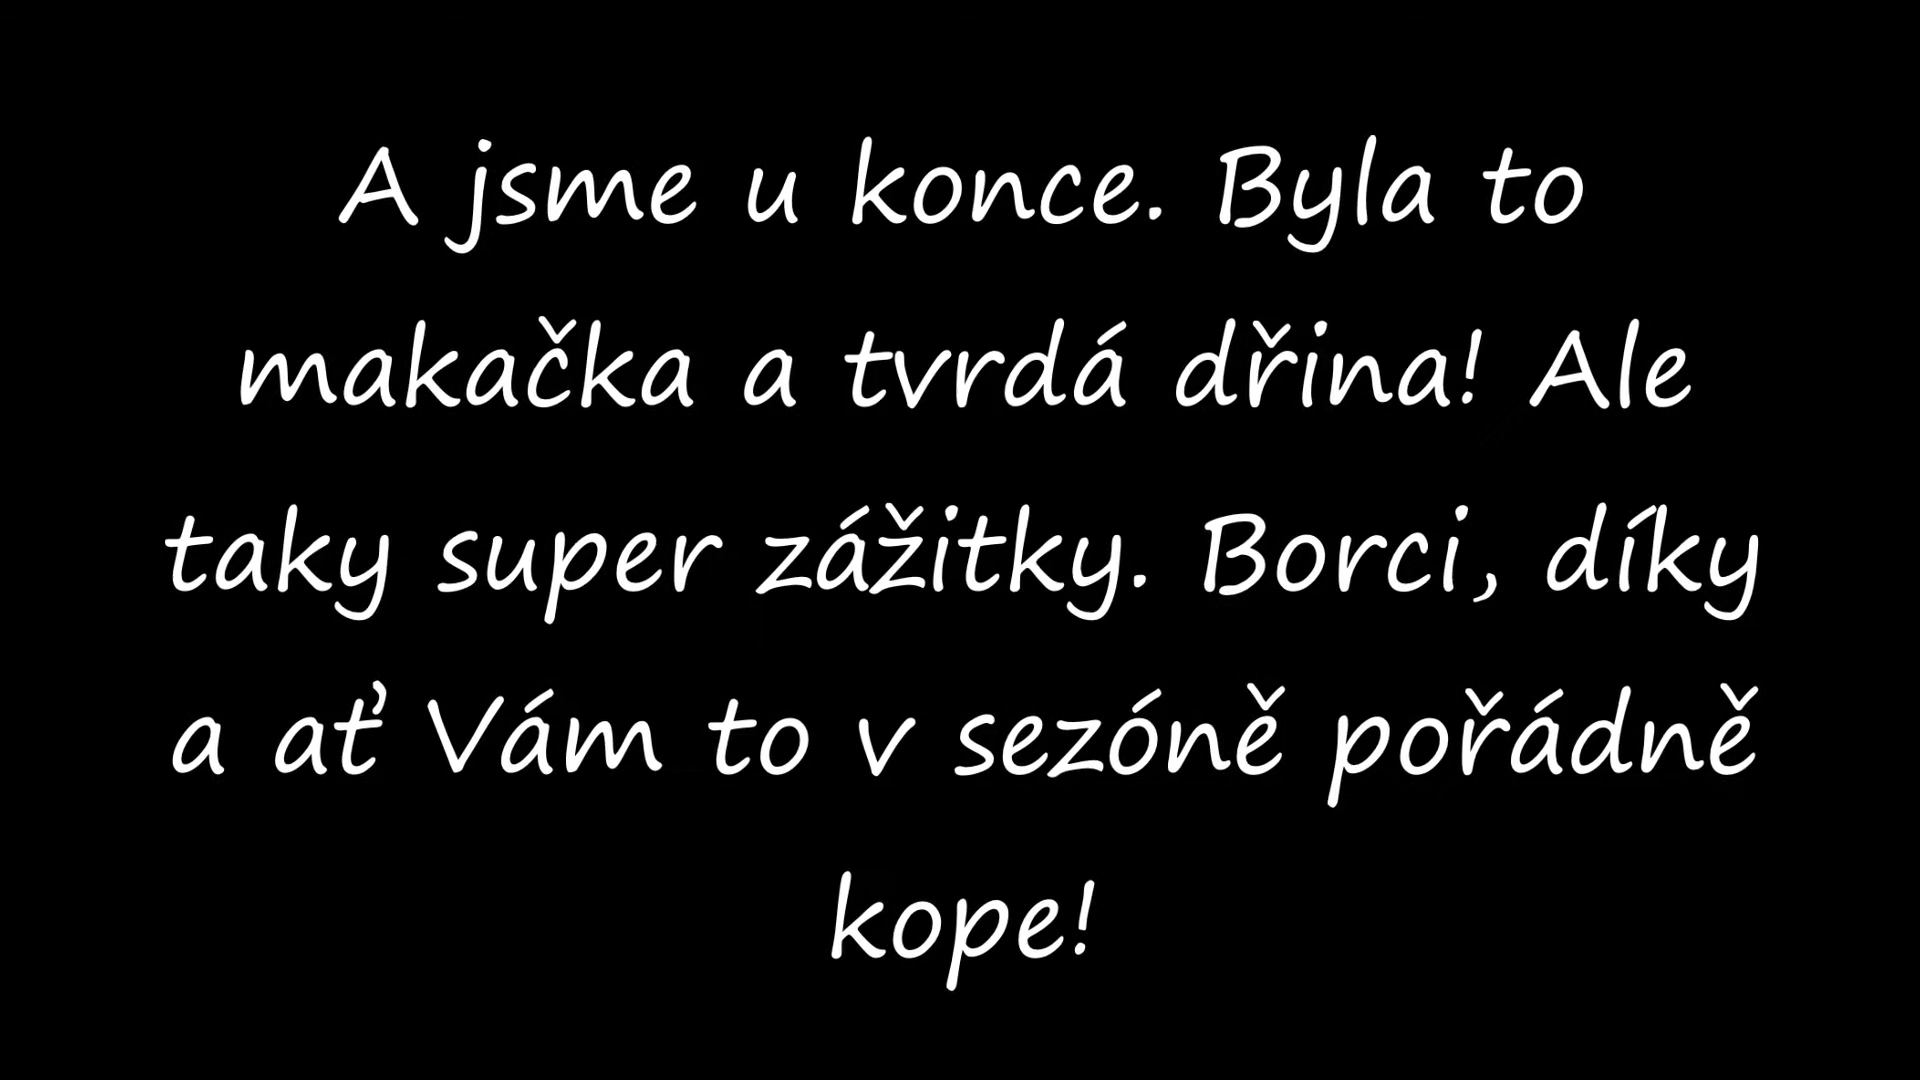 A jsme u konce. Byla to
makačka a tvrdá dřina! Ale
taky super zážitky. Borci, díky
a ať Vám to v sezóně pořádně
kope!